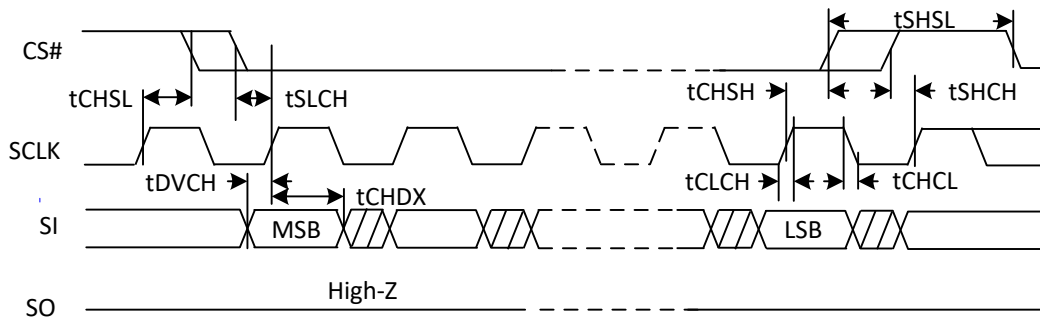 tSHSL
CS#
tCHSL
tSLCH
tCHSH
tSHCH
SCLK
tDVCH
tCHDX
tCLCH
tCHCL
SI
MSB
LSB
High-Z
SO